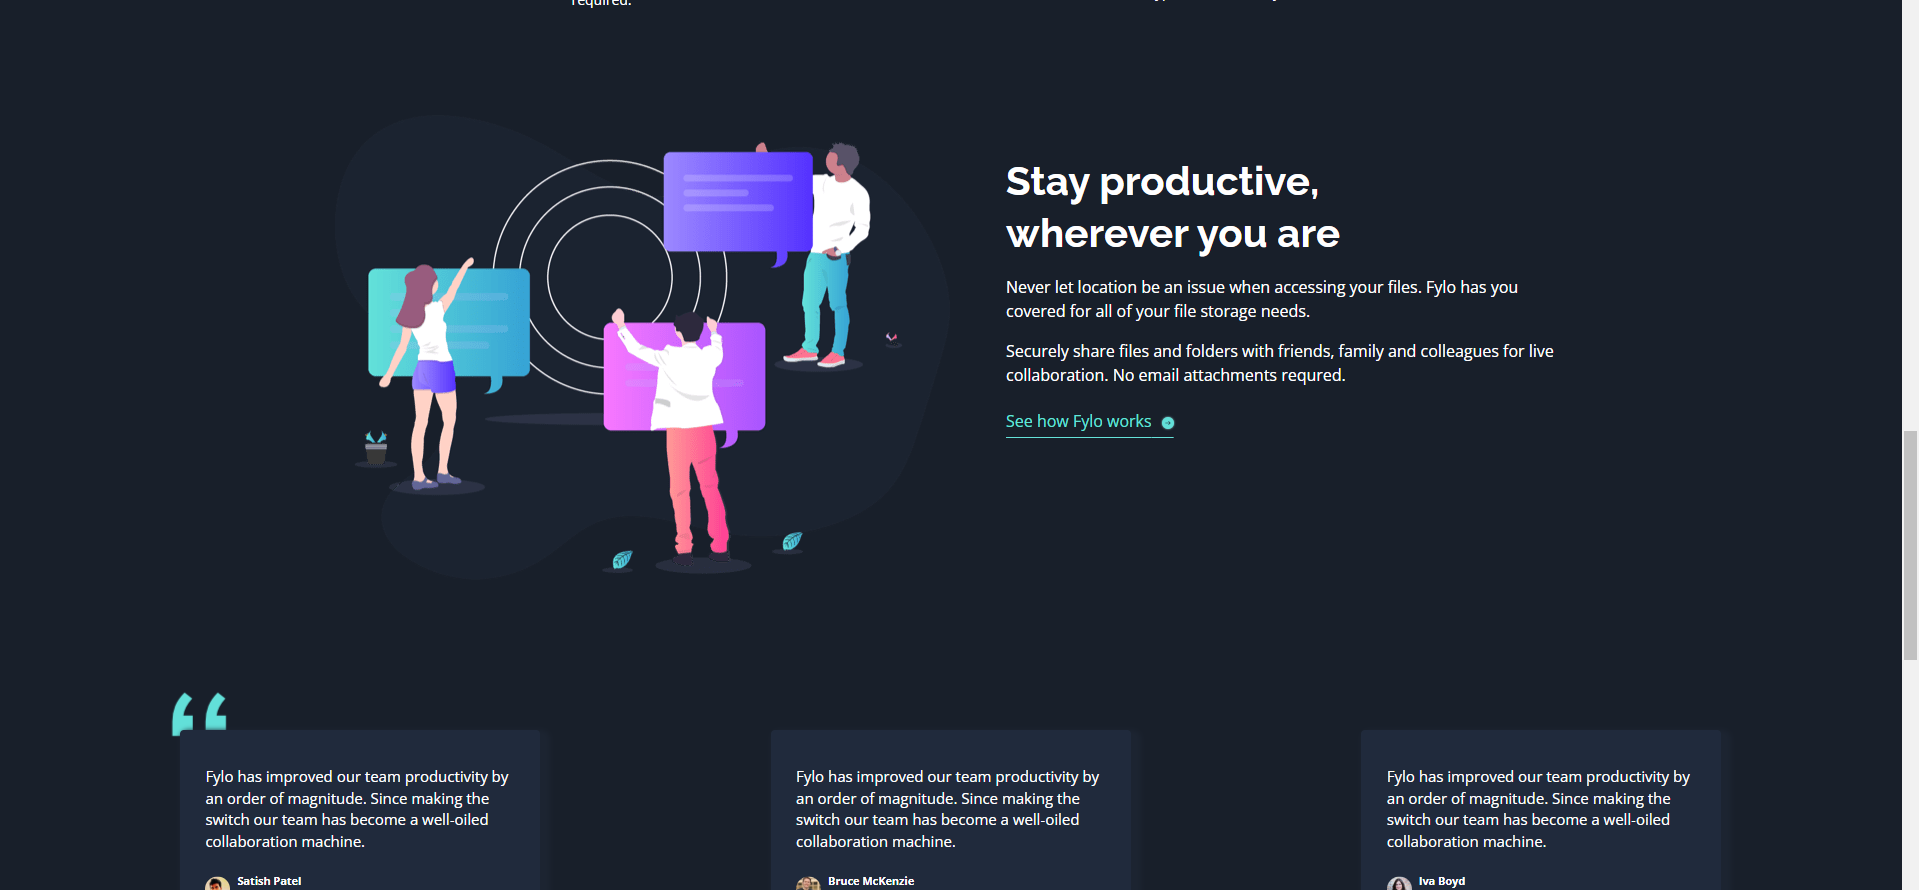 required.
Stay productive,
wherever you are
Never let location be an issue when accessing your files. Fylo has you
covered for all of your file storage needs.
Securely share files and folders with friends, family and colleagues for live
collaboration. No email attachments requred.
See how Fylo works
“
Fylo has improved our team productivity by
an order of magnitude. Since making the
switch our team has become a well-oiled
collaboration machine.
Satish Patel
Fylo has improved our team productivity by
an order of magnitude. Since making the
switch our team has become a well-oiled
collaboration machine.
Bruce McKenzie
Fylo has improved our team productivity by
an order of magnitude. Since making the
switch our team has become a well-oiled
collaboration machine.
Iva Boyd